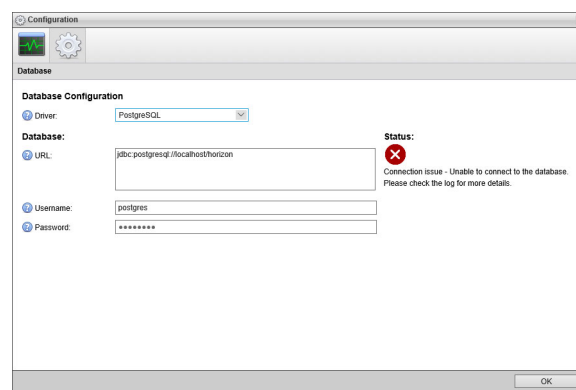 Configuration
Database
Database Configuration
Driver:
PostgreSQL
Database:
Status:
URL:
jdbc:postgresql://localhost/horizon
Connection issue - Unable to connect to the database.
Please check the log for more details.
Username:
postgres
Password:
●●●●●●●●
OK